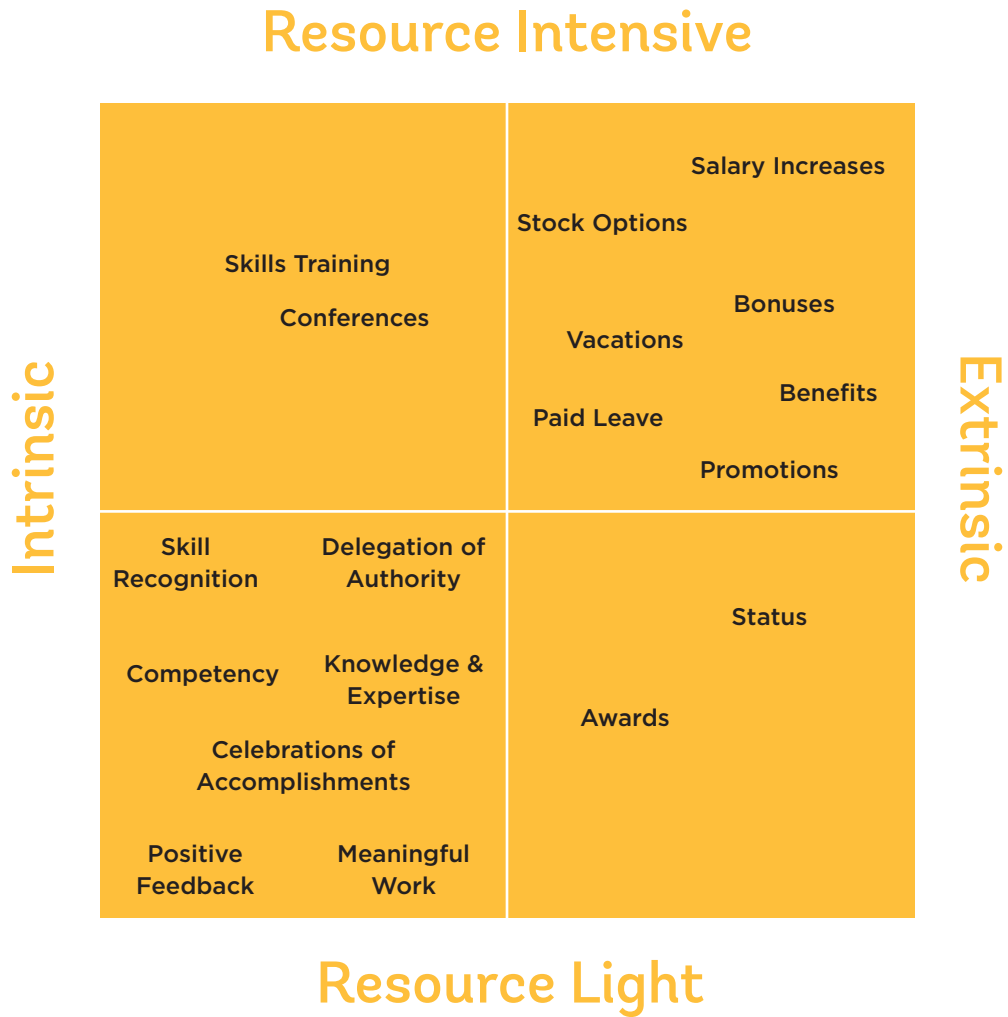 Resource Intensive
Salary Increases
Stock Options
Skills Training
Conferences
Bonuses
Vacations
Benefits
Paid Leave
Promotions
Intrinsic
Extrinsic
Skill
Recognition
Delegation of
Authority
Status
Competency
Knowledge &
Expertise
Awards
Celebrations of
Accomplishments
Positive
Feedback
Meaningful
Work
Resource Light